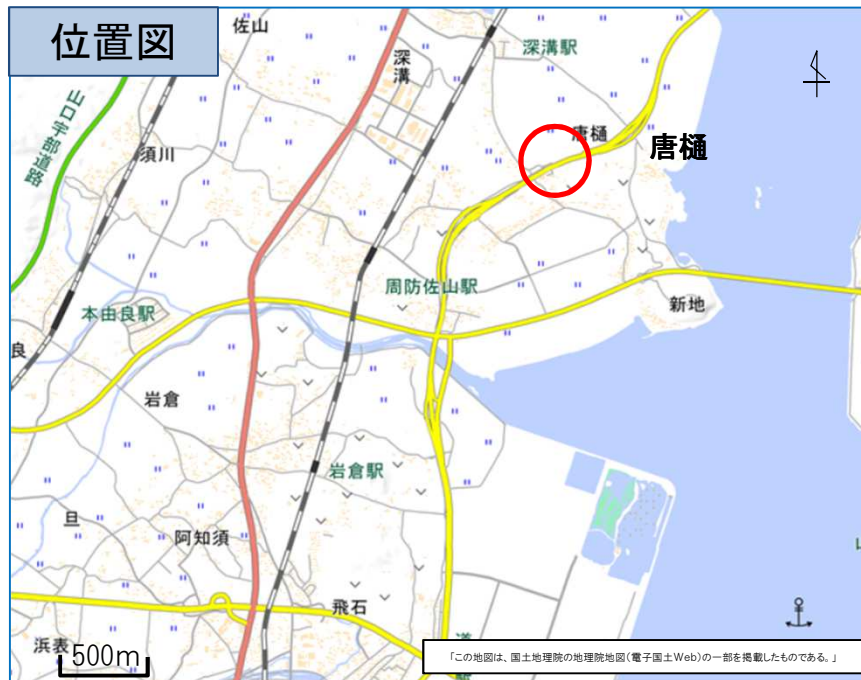 位置図
佐山
深溝
深溝駅
山口宇部道路
須川
唐樋
唐樋
周防佐山駅
本由良駅
新地
良
岩倉
岩倉駅
旦
阿知須
飛石
浜表
500m
道
「この地図は、国土地理院の地理院地図(電子国土Web)の一部を掲載したものである。」